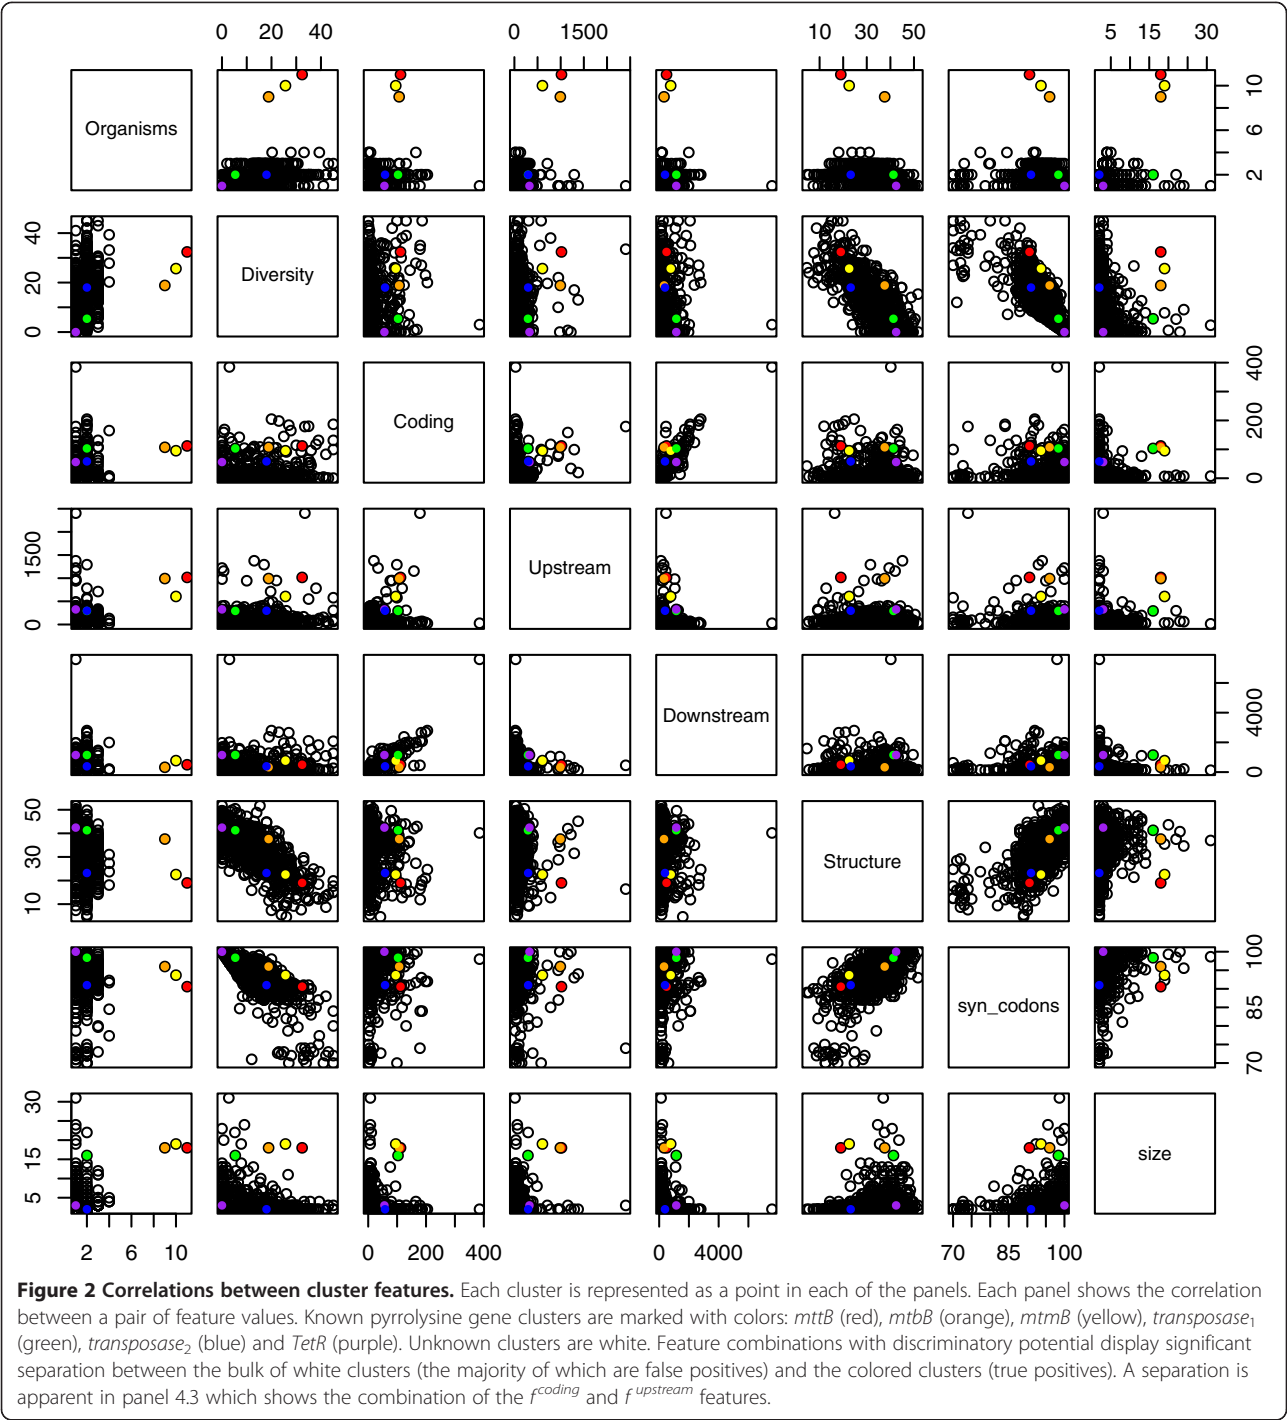 0 20 40 0 1500 10 30 50 5 15 30
Organisms
2 6 10
0 20 40
Diversity
Coding
0 200 400
0 1500
Upstream
Downstream
0 4000
10 30 50
Structure
syn_codons
70 85 100
5 15 30
size
2 6 10 0 200 400 0 4000 70 85 100
Figure 2 Correlations between cluster features. Each cluster is represented as a point in each of the panels. Each panel shows the correlation
between a pair of feature values. Known pyrrolysine gene clusters are marked with colors: mttB (red), mtbB (orange), mtmB (yellow), transposase₁
(green), transposase₂ (blue) and TetR (purple). Unknown clusters are white. Feature combinations with discriminatory potential display significant
separation between the bulk of white clusters (the majority of which are false positives) and the colored clusters (true positives). A separation is
apparent in panel 4.3 which shows the combination of the f^coding and f^upstream features.